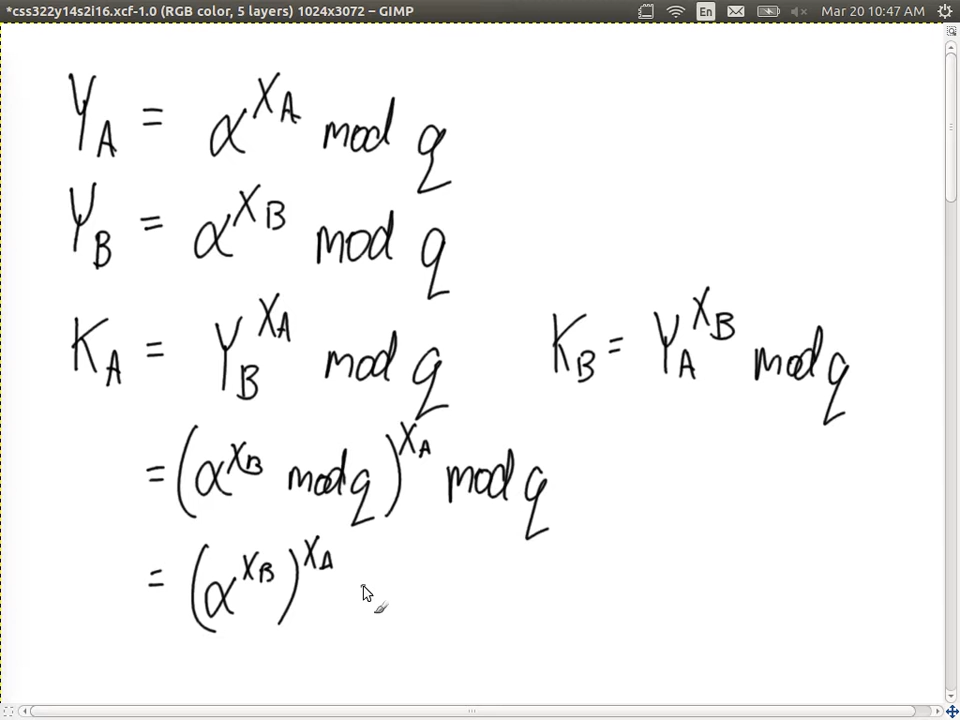 *css322y14s2i16.xcf-1.0 (RGB color, 5 layers) 1024x3072 – GIMP
En
Mar 20 10:47 AM
Y_A = α^{X_A} mod q
Y_B = α^{X_B} mod q
K_A = Y_B^{X_A} mod q
K_B = Y_A^{X_B} mod q
= (α^{X_B} mod q)^{X_A} mod q
= (α^{X_B})^{X_A}